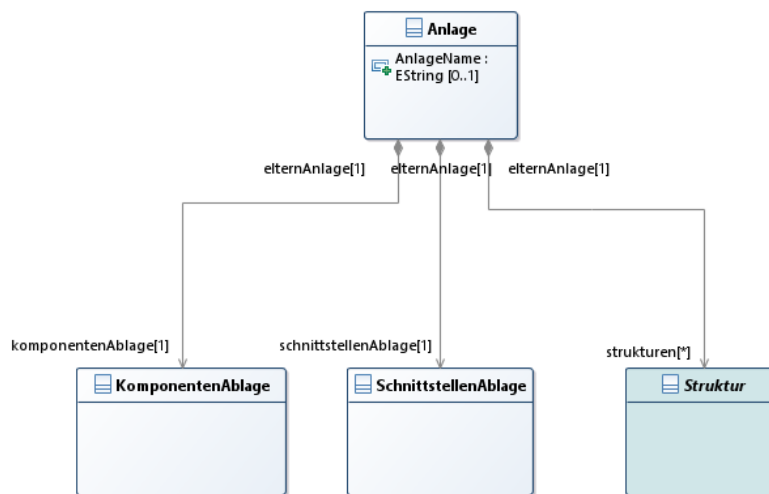 Anlage
AnlageName :
EString [0..1]
elternAnlage[1]
elternAnlage[1]
elternAnlage[1]
komponentenAblage[1]
schnittstellenAblage[1]
strukturen[*]
KomponentenAblage
SchnittstellenAblage
Struktur